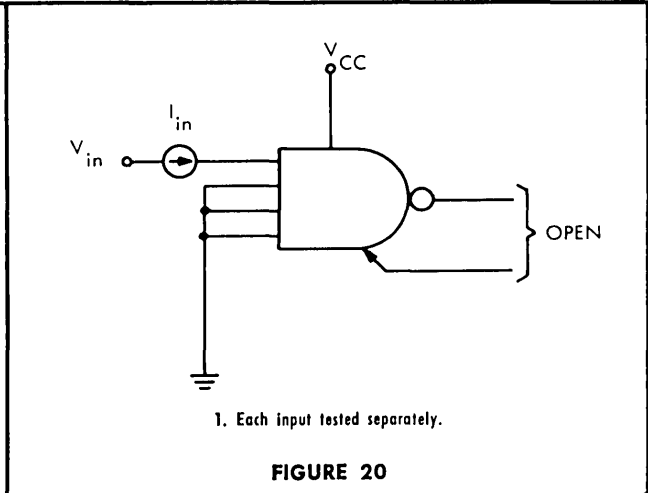 V
CC
I
in
V
in
OPEN
1. Each input tested separately.
FIGURE 20